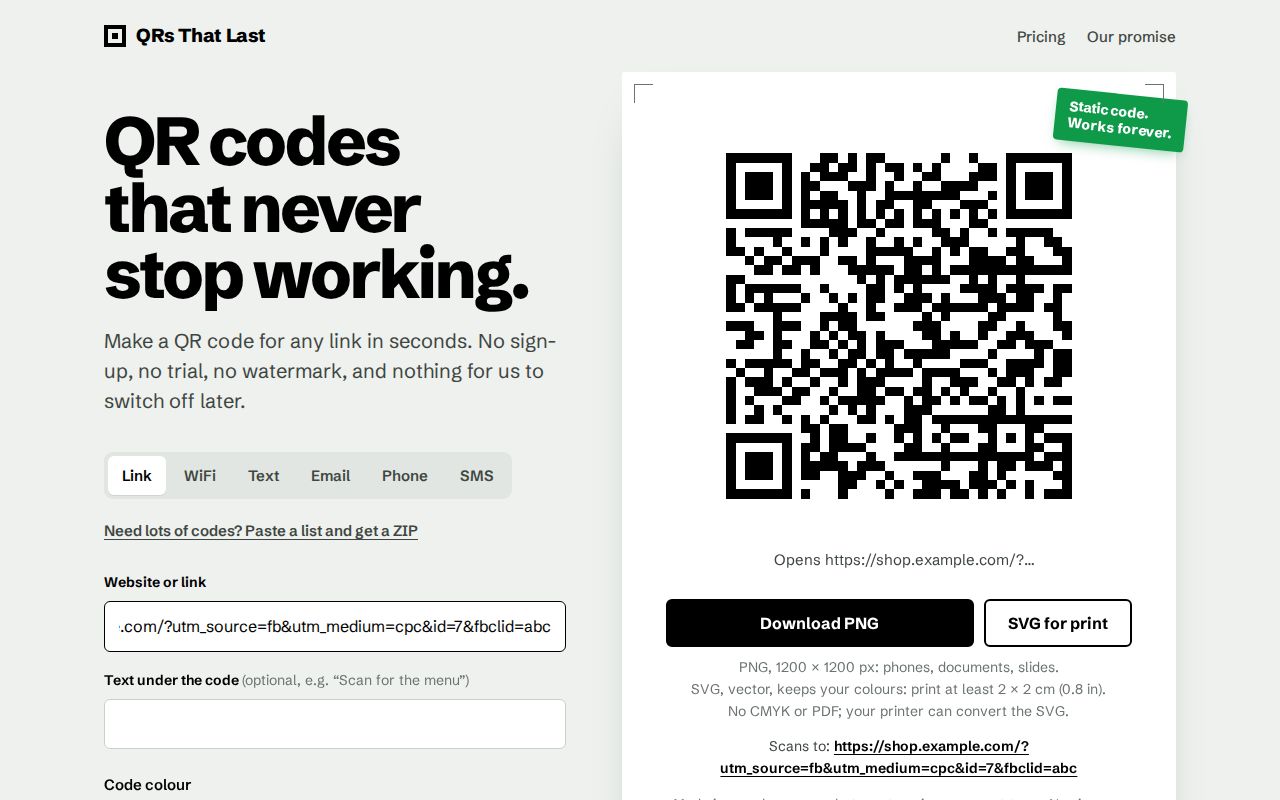 QRs That Last
Pricing
Our promise
QR codes
that never
stop working.
Make a QR code for any link in seconds. No sign-
up, no trial, no watermark, and nothing for us to
switch off later.
Link
WiFi
Text
Email
Phone
SMS
Need lots of codes? Paste a list and get a ZIP
Website or link
.com/?utm_source=fb&utm_medium=cpc&id=7&fbclid=abc
Text under the code (optional, e.g. “Scan for the menu”)
Code colour
Static code.
Works forever.
Opens https://shop.example.com/?…
Download PNG
SVG for print
PNG, 1200 × 1200 px: phones, documents, slides.
SVG, vector, keeps your colours: print at least 2 × 2 cm (0.8 in).
No CMYK or PDF; your printer can convert the SVG.
Scans to: https://shop.example.com/?
utm_source=fb&utm_medium=cpc&id=7&fbclid=abc